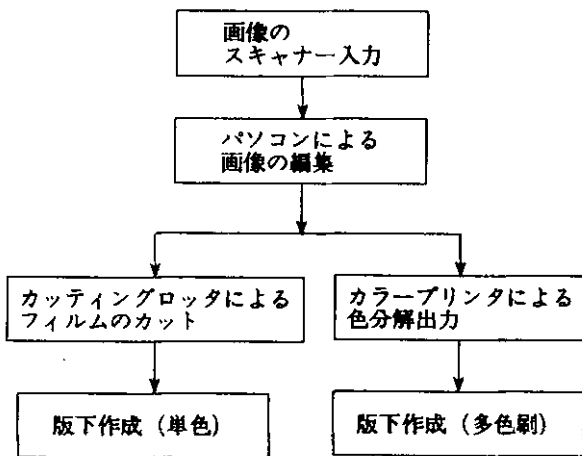 画像の
スキャナー入力
パソコンによる
画像の編集
カッティングロッタによる
フィルムのカット
カラープリンタによる
色分解出力
版下作成（単色）
版下作成（多色刷）